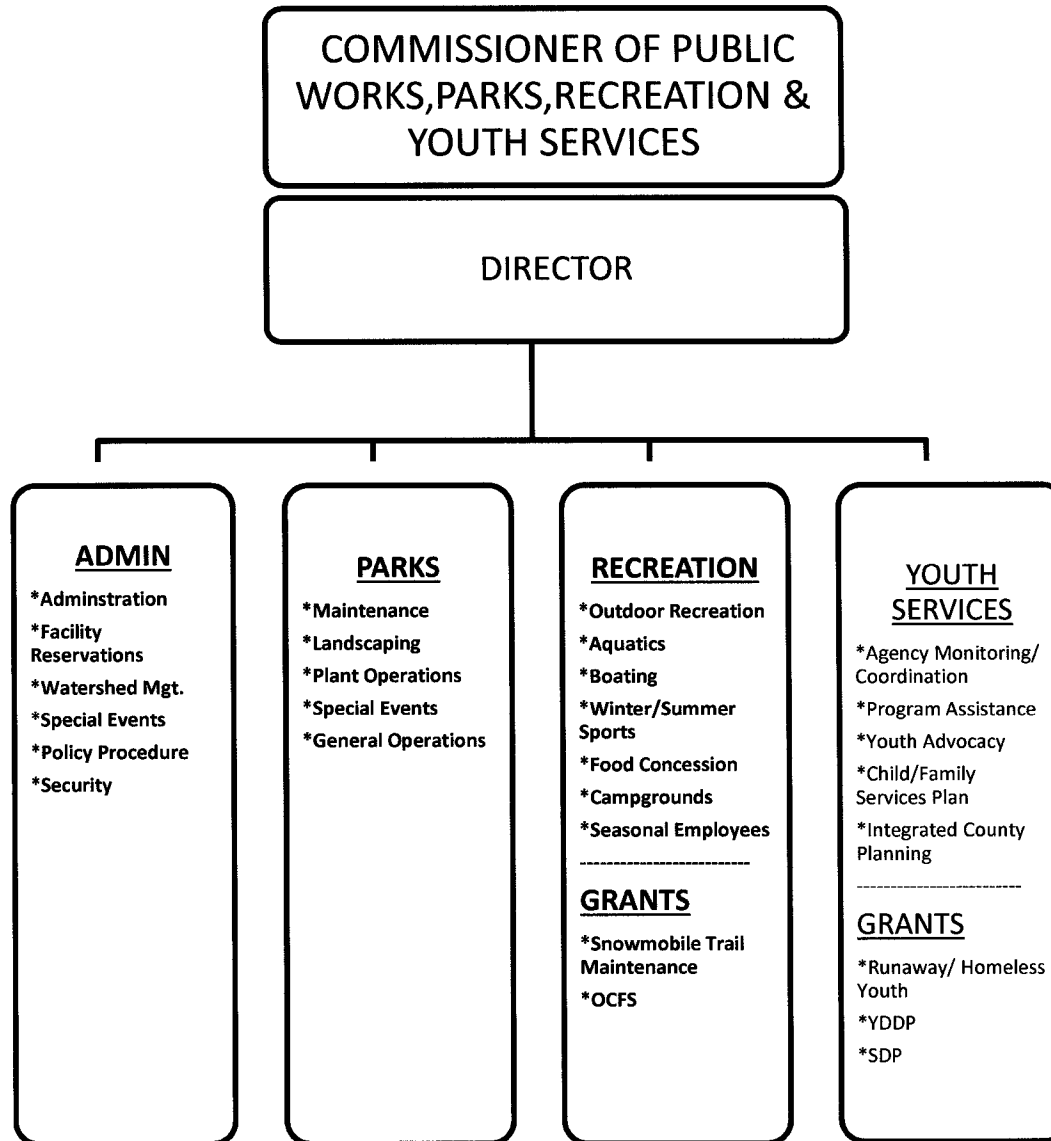 COMMISSIONER OF PUBLIC
WORKS,PARKS,RECREATION &
YOUTH SERVICES
DIRECTOR
ADMIN
*Adminstration
*Facility
Reservations
*Watershed Mgt.
*Special Events
*Policy Procedure
*Security
PARKS
*Maintenance
*Landscaping
*Plant Operations
*Special Events
*General Operations
RECREATION
*Outdoor Recreation
*Aquatics
*Boating
*Winter/Summer
Sports
*Food Concession
*Campgrounds
*Seasonal Employees
--------------------------
GRANTS
*Snowmobile Trail
Maintenance
*OCFS
YOUTH
SERVICES
*Agency Monitoring/
Coordination
*Program Assistance
*Youth Advocacy
*Child/Family
Services Plan
*Integrated County
Planning
-------------------------
GRANTS
*Runaway/ Homeless
Youth
*YDDP
*SDP